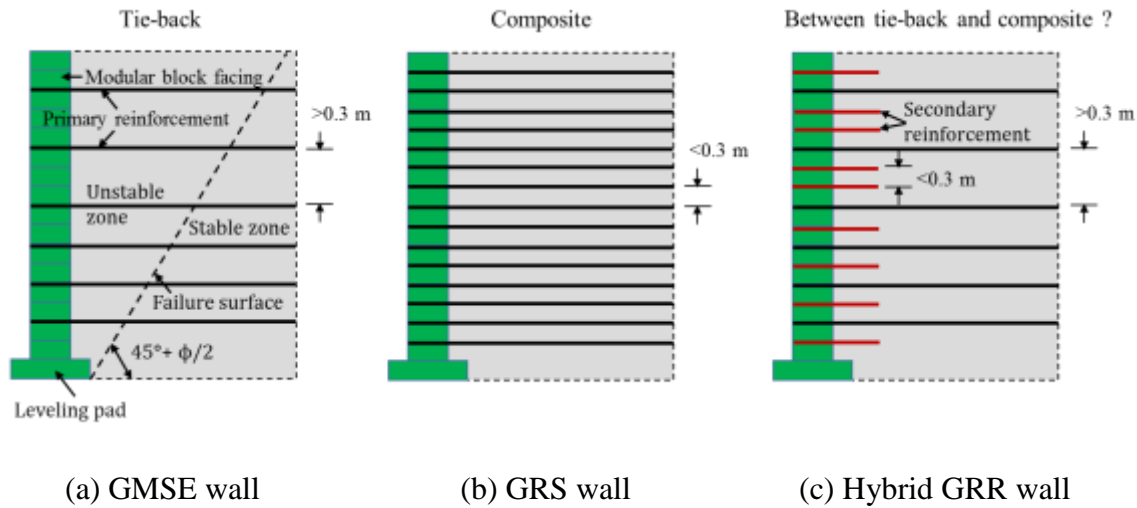 Tie-back
Composite
Between tie-back and composite ?
Modular block facing
Primary reinforcement
>0.3 m
Unstable
zone
Stable zone
Failure surface
45°+ ϕ/2
Leveling pad
<0.3 m
Secondary
reinforcement
<0.3 m
>0.3 m
(a) GMSE wall
(b) GRS wall
(c) Hybrid GRR wall